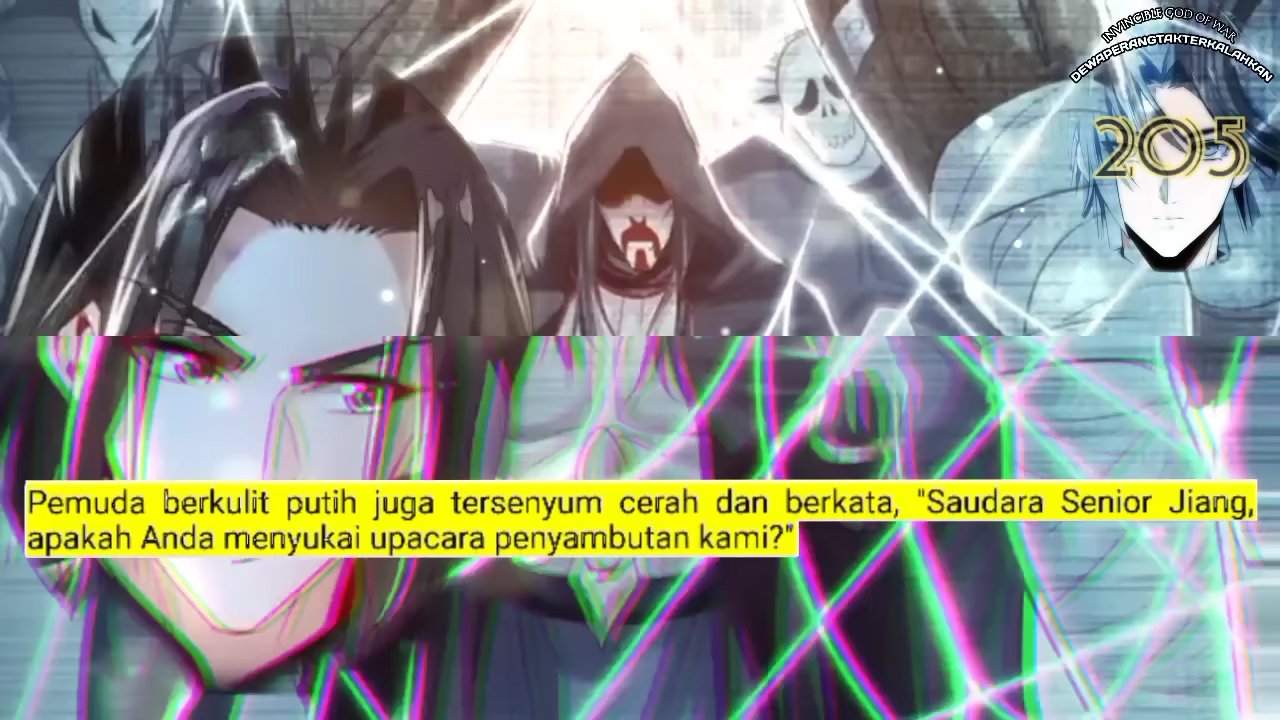 INVINCIBLE GOD OF WAR
DEWAPERANGTAKTERKALAHKAN
205
Pemuda berkulit putih juga tersenyum cerah dan berkata, "Saudara Senior Jiang,
apakah Anda menyukai upacara penyambutan kami?"